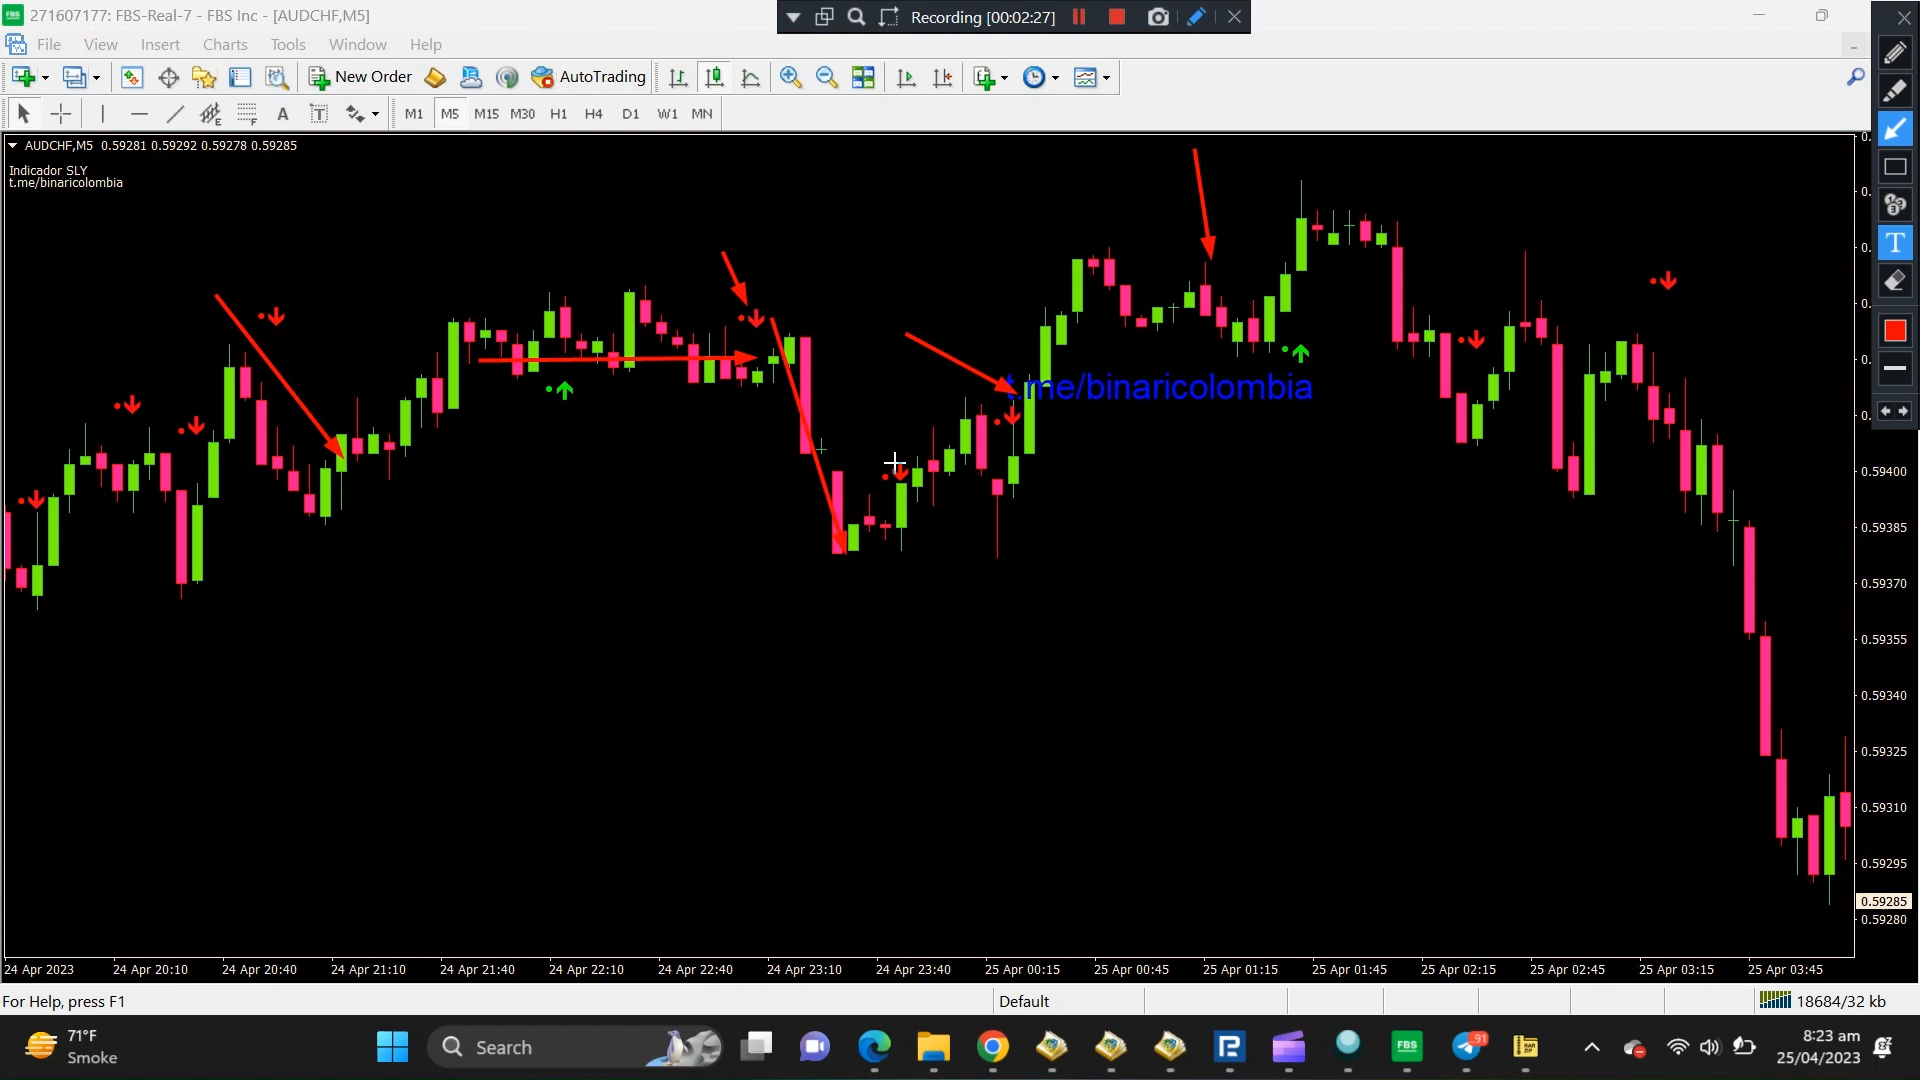 271607177: FBS-Real-7 - FBS Inc - [AUDCHF,M5]
Recording [00:02:27]
File View Insert Charts Tools Window Help
New Order AutoTrading
A T M1 M5 M15 M30 H1 H4 D1 W1 MN
T
AUDCHF,M5 0.59281 0.59292 0.59278 0.59285
Indicador SLY
t.me/binaricolombia
t.me/binaricolombia
0.59400
0.59385
0.59370
0.59355
0.59340
0.59325
0.59310
0.59295
0.59285
0.59280
24 Apr 2023 24 Apr 20:10 24 Apr 20:40 24 Apr 21:10 24 Apr 21:40 24 Apr 22:10 24 Apr 22:40 24 Apr 23:10 24 Apr 23:40 25 Apr 00:15 25 Apr 00:45 25 Apr 01:15 25 Apr 01:45 25 Apr 02:15 25 Apr 02:45 25 Apr 03:15 25 Apr 03:45
For Help, press F1 Default 18684/32 kb
71°F
Smoke
Search
FBS
91
8:23 am
25/04/2023